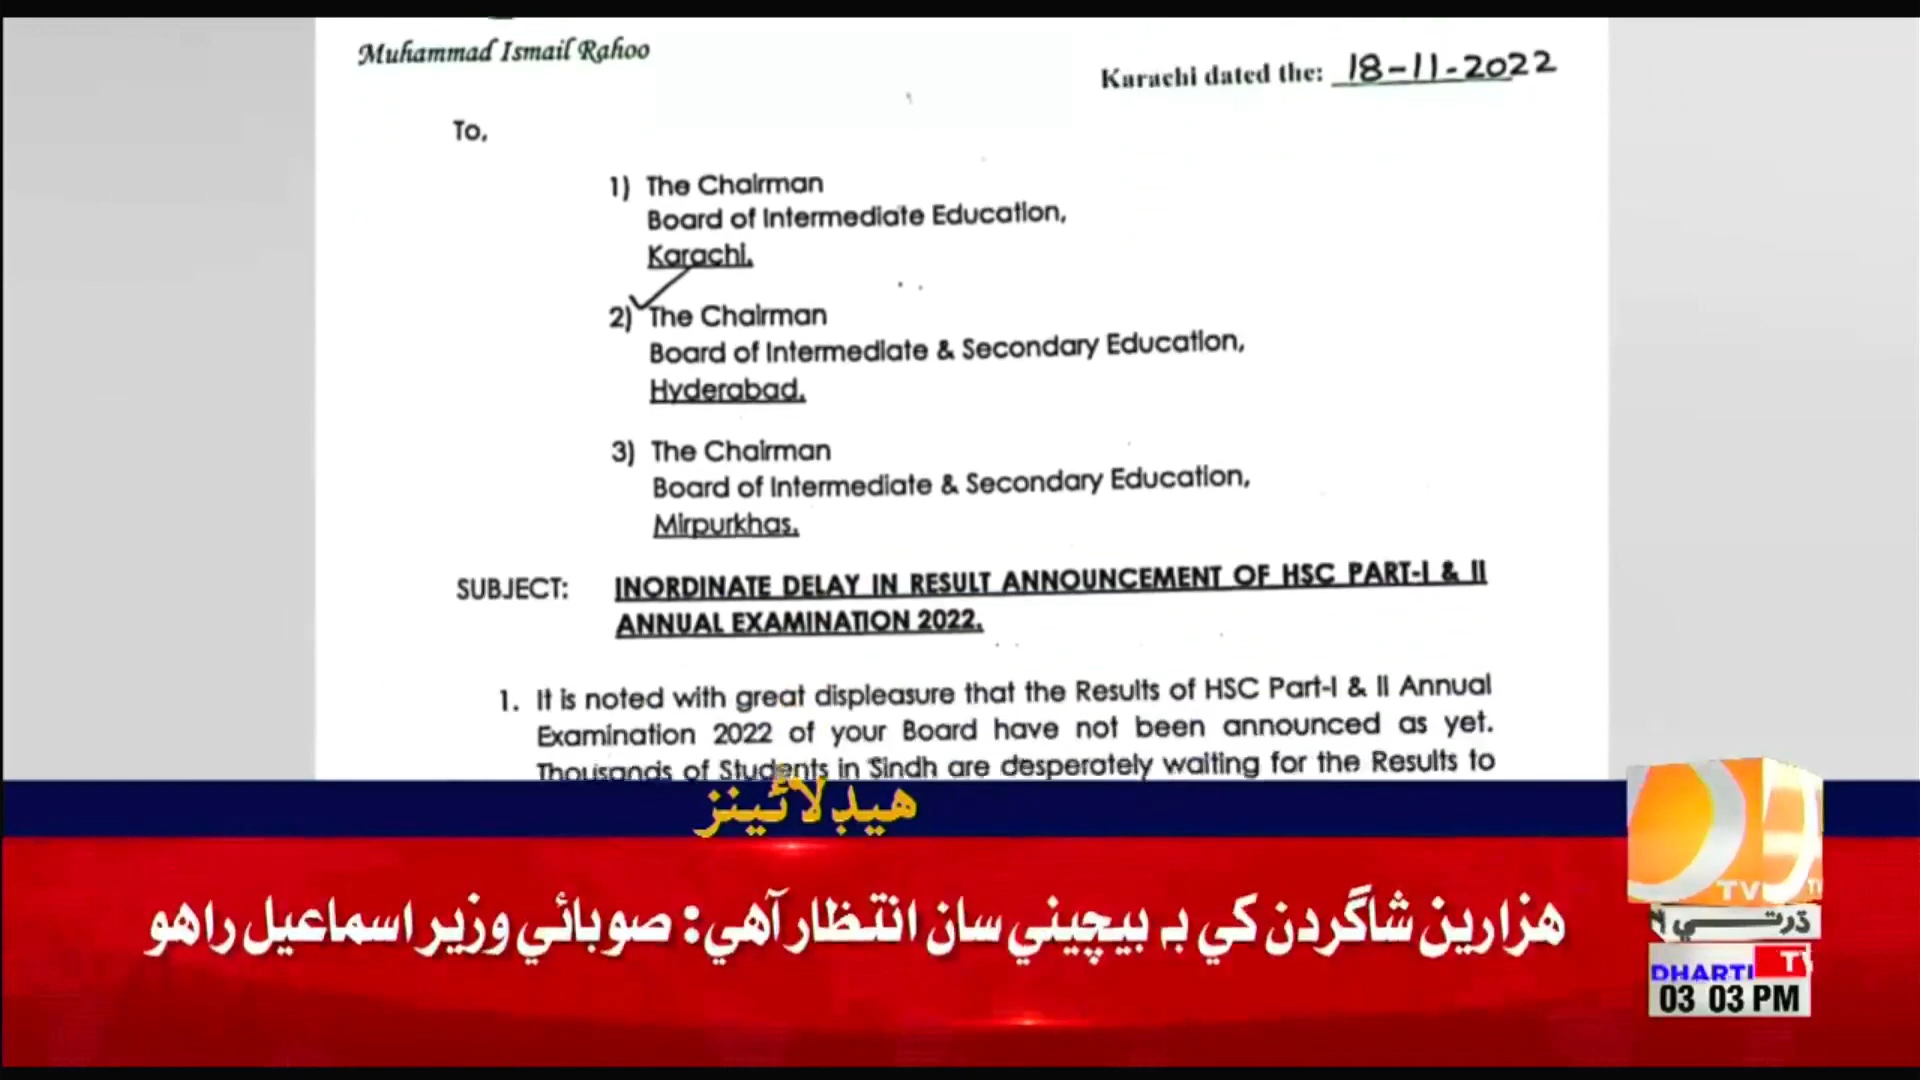 Muhammad Ismail Rahoo
Karachi dated the: 18-11-2022
To,
1) The Chairman
Board of Intermediate Education,
Karachi.
2) The Chairman
Board of Intermediate & Secondary Education,
Hyderabad.
3) The Chairman
Board of Intermediate & Secondary Education,
Mirpurkhas.
SUBJECT: INORDINATE DELAY IN RESULT ANNOUNCEMENT OF HSC PART-I & II
ANNUAL EXAMINATION 2022.
1. It is noted with great displeasure that the Results of HSC Part-I & II Annual
Examination 2022 of your Board have not been announced as yet.
Thousands of Students in Sindh are desperately waiting for the Results to
هيڊلائينز
هزارين شاگردن کي بہ بيچيني سان انتظار آهي: صوبائي وزير اسماعيل راهو
TV
ڌرتي
DHARTI T
03 03 PM